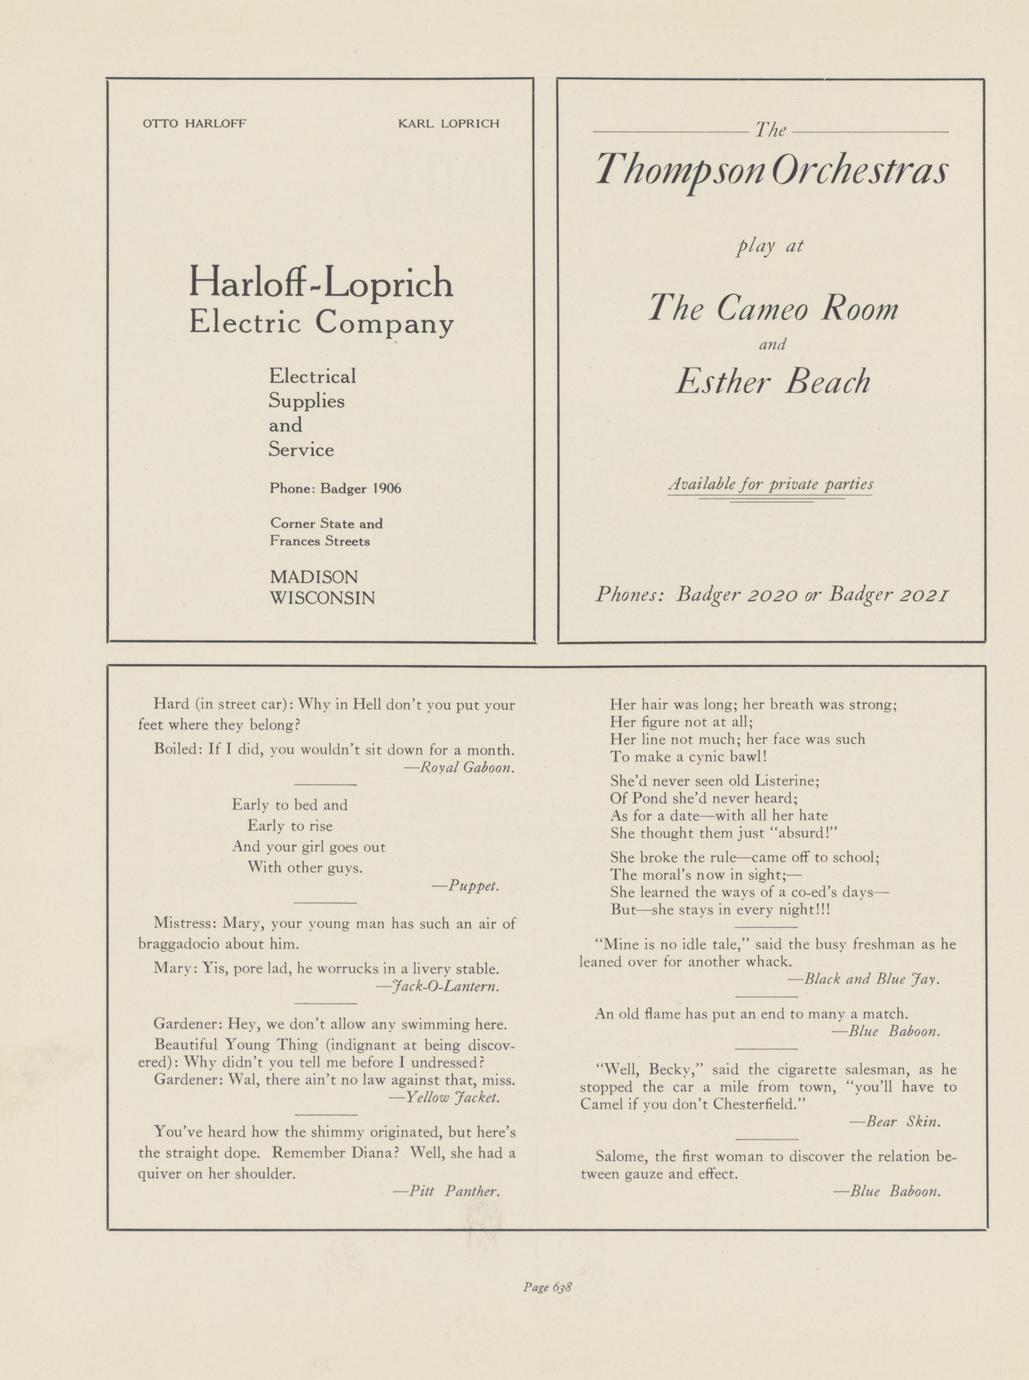 OTTO HARLOFF KARL LOPRICH
Harloff-Loprich
Electric Company
Electrical
Supplies
and
Service
Phone: Badger 1906
Corner State and
Frances Streets
MADISON
WISCONSIN
The
Thompson Orchestras
play at
The Cameo Room
and
Esther Beach
Available for private parties
Phones: Badger 2020 or Badger 2021
Hard (in street car): Why in Hell don't you put your
feet where they belong?
Boiled: If I did, you wouldn't sit down for a month.
—Royal Gaboon.
Early to bed and
Early to rise
And your girl goes out
With other guys.
—Puppet.
Mistress: Mary, your young man has such an air of
braggadocio about him.
Mary: Yis, pore lad, he worrucks in a livery stable.
—Jack-O-Lantern.
Gardener: Hey, we don't allow any swimming here.
Beautiful Young Thing (indignant at being discov-
ered): Why didn't you tell me before I undressed?
Gardener: Wal, there ain't no law against that, miss.
—Yellow Jacket.
You've heard how the shimmy originated, but here's
the straight dope. Remember Diana? Well, she had a
quiver on her shoulder.
—Pitt Panther.
Her hair was long; her breath was strong;
Her figure not at all;
Her line not much; her face was such
To make a cynic bawl!
She'd never seen old Listerine;
Of Pond she'd never heard;
As for a date—with all her hate
She thought them just "absurd!"
She broke the rule—came off to school;
The moral's now in sight;—
She learned the ways of a co-ed's days—
But—she stays in every night!!!
"Mine is no idle tale," said the busy freshman as he
leaned over for another whack.
—Black and Blue Jay.
An old flame has put an end to many a match.
—Blue Baboon.
"Well, Becky," said the cigarette salesman, as he
stopped the car a mile from town, "you'll have to
Camel if you don't Chesterfield."
—Bear Skin.
Salome, the first woman to discover the relation be-
tween gauze and effect.
—Blue Baboon.
Page 638